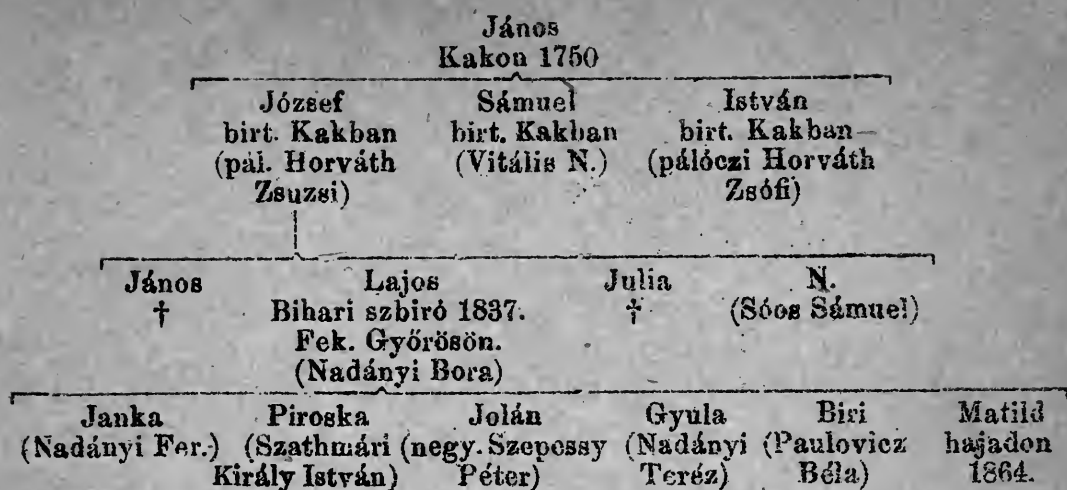 János
Kakon 1750
József Sámuel István
birt. Kakban birt. Kakban birt. Kakban
(pál. Horváth (Vitális N.) (pálóczi Horváth
Zsuzsi) Zsófi)
János Lajos Julia N.
† Bihari szbiró 1837. † (Sóos Sámuel)
Fek. Győrösön.
(Nadányi Bora)
Janka Piroska Jolán Gyula Biri Matild
(Nadányi Fer.) (Szathmári (negy. Szepessy (Nadányi (Paulovicz hajadon
Király István) Péter) Teréz) Béla) 1864.